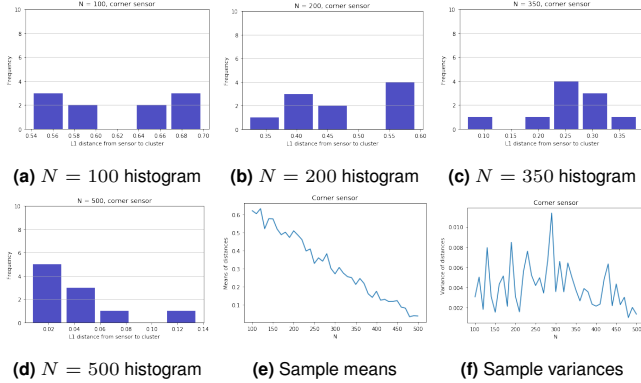 N = 100, corner sensor
10
8
6
4
2
0
Frequency
0.54 0.56 0.58 0.60 0.62 0.64 0.66 0.68 0.70
L1 distance from sensor to cluster
(a) N = 100 histogram
N = 200, corner sensor
10
8
6
4
2
0
Frequency
0.35 0.40 0.45 0.50 0.55 0.60
L1 distance from sensor to cluster
(b) N = 200 histogram
N = 350, corner sensor
10
8
6
4
2
0
Frequency
0.10 0.15 0.20 0.25 0.30 0.35
L1 distance from sensor to cluster
(c) N = 350 histogram
N = 500, corner sensor
10
8
6
4
2
0
Frequency
0.02 0.04 0.06 0.08 0.10 0.12 0.14
L1 distance from sensor to cluster
(d) N = 500 histogram
Corner sensor
0.6
0.5
0.4
0.3
0.2
0.1
Means of distances
100 150 200 250 300 350 400 450 500
N
(e) Sample means
Corner sensor
0.010
0.008
0.006
0.004
0.002
Variance of distances
100 150 200 250 300 350 400 450 500
N
(f) Sample variances